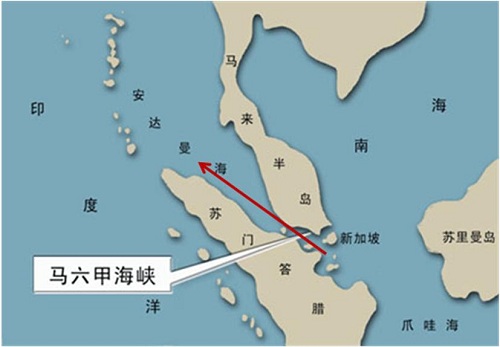 马来半岛
安达曼海
印度洋
南海
苏门答腊
新加坡
苏里曼岛
马六甲海峡
爪哇海